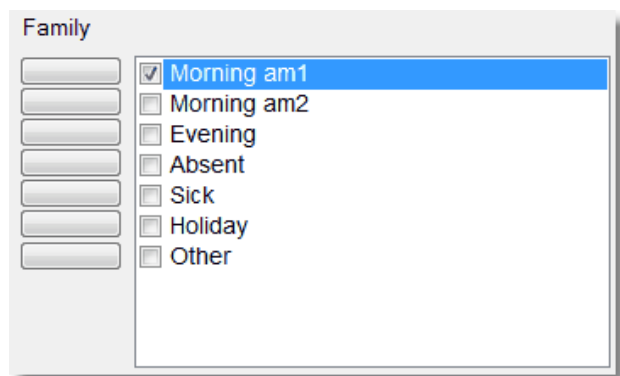 Family
Morning am1
Morning am2
Evening
Absent
Sick
Holiday
Other